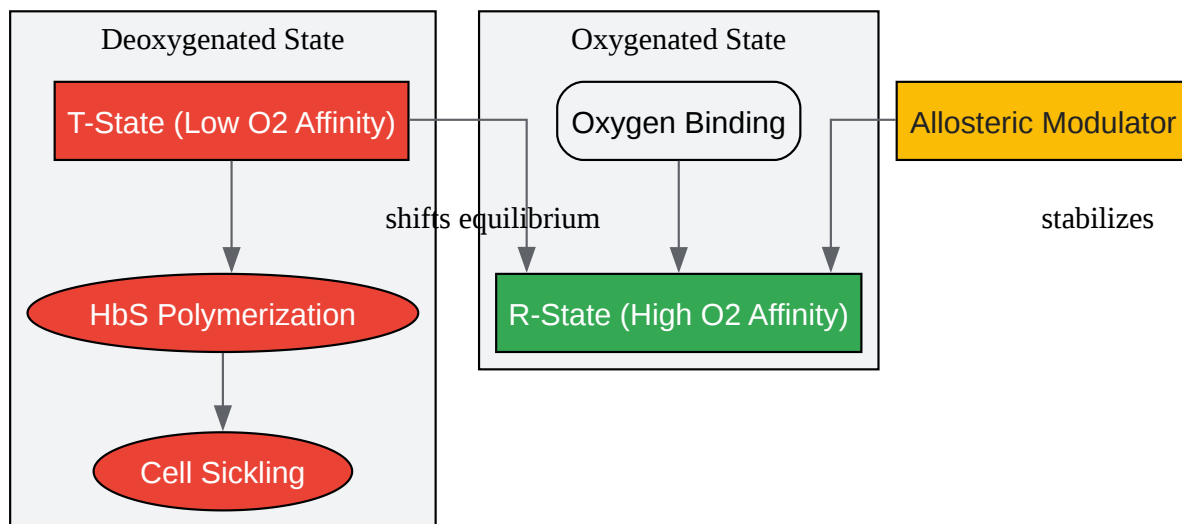 Deoxygenated State
Oxygenated State
T-State (Low O2 Affinity)
Oxygen Binding
Allosteric Modulator
shifts equilibrium
stabilizes
HbS Polymerization
R-State (High O2 Affinity)
Cell Sickling